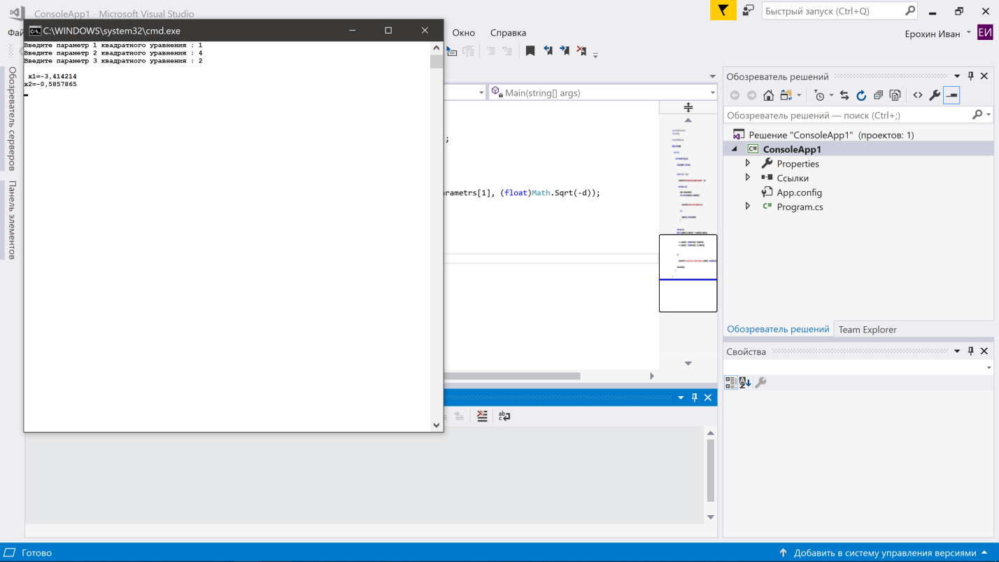 ConsoleApp1 - Microsoft Visual Studio
Быстрый запуск (Ctrl+Q)
Окно
Справка
Ерохин Иван
ЕИ
C:\WINDOWS\system32\cmd.exe
Введите параметр 1 квадратного уравнения : 1
Введите параметр 2 квадратного уравнения : 4
Введите параметр 3 квадратного уравнения : 2
x1=-3,414214
x2=-0,5857865
Обозреватель серверов
Панель элементов
Main(string[] args)
;
[1], (float)Math.Sqrt(-d));
Обозреватель решений
Обозреватель решений — поиск (Ctrl+;)
Решение "ConsoleApp1" (проектов: 1)
C# ConsoleApp1
Properties
Ссылки
App.config
C# Program.cs
Обозреватель решений
Team Explorer
Свойства
Готово
Добавить в систему управления версиями